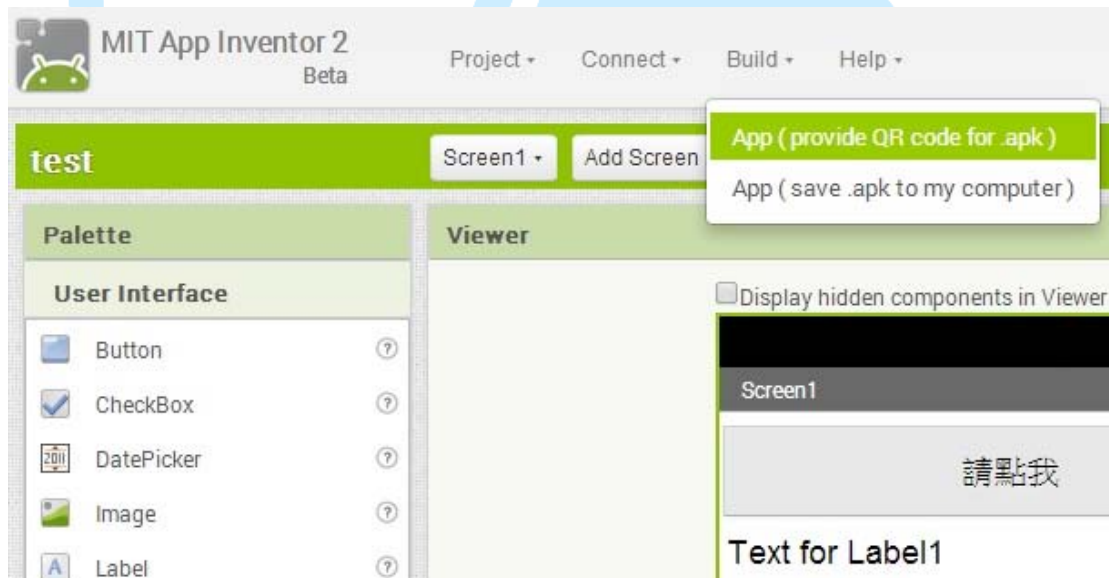 MIT App Inventor 2
Beta
Project
Connect
Build
Help
test
Screen1
Add Screen
App ( provide QR code for .apk )
App ( save .apk to my computer )
Palette
Viewer
User Interface
Display hidden components in Viewer
Button
CheckBox
DatePicker
Image
Label
Screen1
請點我
Text for Label1